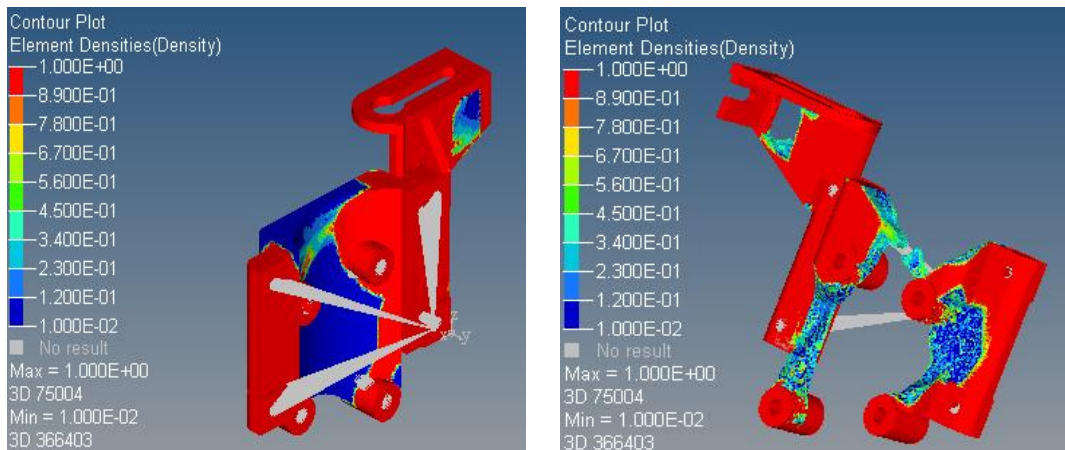 Contour Plot
Element Densities(Density)
1.000E+00
8.900E-01
7.800E-01
6.700E-01
5.600E-01
4.500E-01
3.400E-01
2.300E-01
1.200E-01
1.000E-02
No result
Max = 1.000E+00
3D 75004
Min = 1.000E-02
3D 366403
z
x
y
Contour Plot
Element Densities(Density)
1.000E+00
8.900E-01
7.800E-01
6.700E-01
5.600E-01
4.500E-01
3.400E-01
2.300E-01
1.200E-01
1.000E-02
No result
Max = 1.000E+00
3D 75004
Min = 1.000E-02
3D 366403